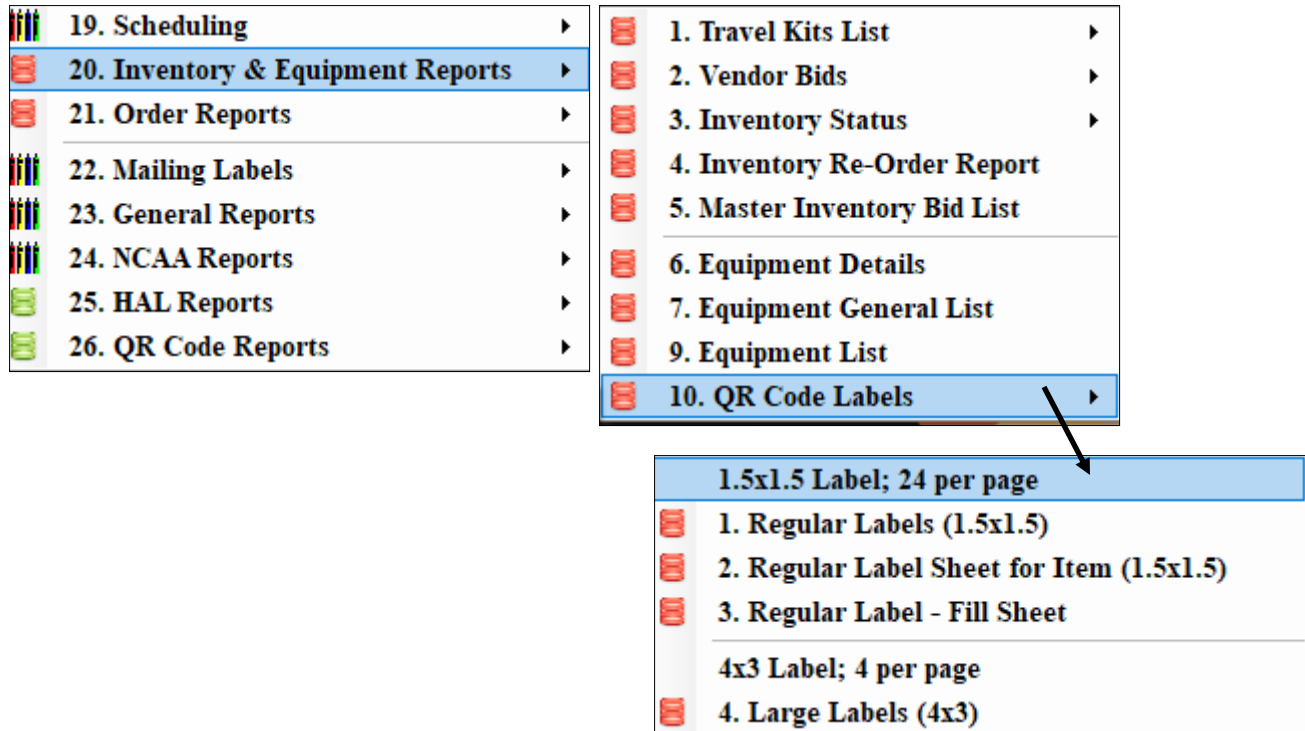 19. Scheduling
20. Inventory & Equipment Reports
21. Order Reports
22. Mailing Labels
23. General Reports
24. NCAA Reports
25. HAL Reports
26. QR Code Reports
1. Travel Kits List
2. Vendor Bids
3. Inventory Status
4. Inventory Re-Order Report
5. Master Inventory Bid List
6. Equipment Details
7. Equipment General List
9. Equipment List
10. QR Code Labels
1.5x1.5 Label; 24 per page
1. Regular Labels (1.5x1.5)
2. Regular Label Sheet for Item (1.5x1.5)
3. Regular Label - Fill Sheet
4x3 Label; 4 per page
4. Large Labels (4x3)